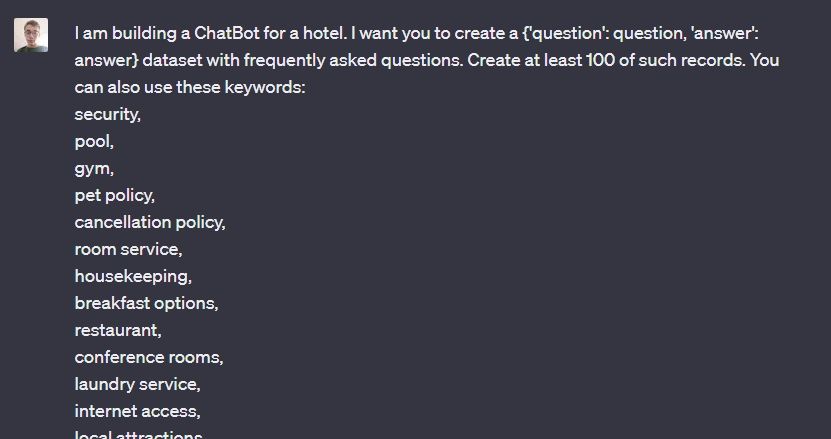 I am building a ChatBot for a hotel. I want you to create a {'question': question, 'answer':
answer} dataset with frequently asked questions. Create at least 100 of such records. You
can also use these keywords:
security,
pool,
gym,
pet policy,
cancellation policy,
room service,
housekeeping,
breakfast options,
restaurant,
conference rooms,
laundry service,
internet access,
local attractions